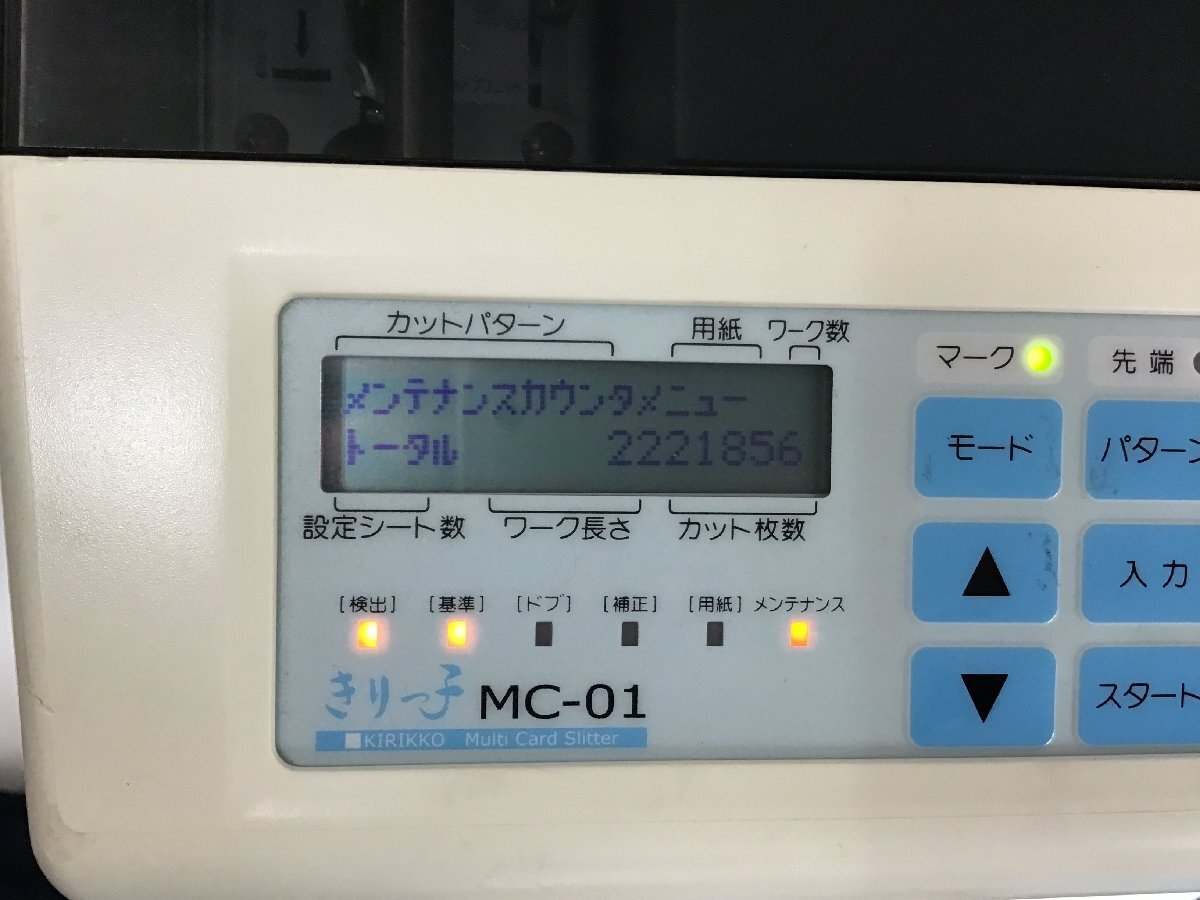 カットパターン
用紙
ワーク数
メンテナンスカウンタメニュー
トータル 2221856
設定シート数
ワーク長さ
カット枚数
[検出] [基準] [ドブ] [補正] [用紙] メンテナンス
きりっ子 MC-01
KIRIKKO Multi Card Slitter
マーク
先端
モード
パターン
▲
入力
▼
スタート